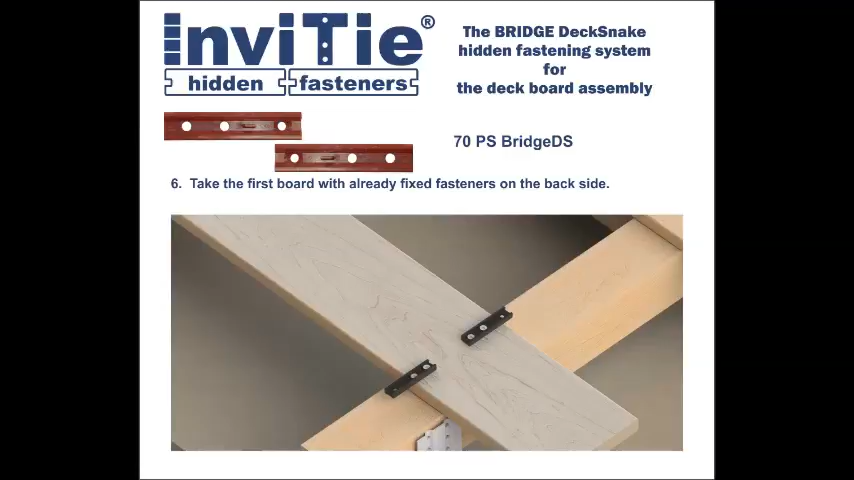 InviTie®
hidden fasteners
The BRIDGE DeckSnake
hidden fastening system
for
the deck board assembly
70 PS BridgeDS
6. Take the first board with already fixed fasteners on the back side.